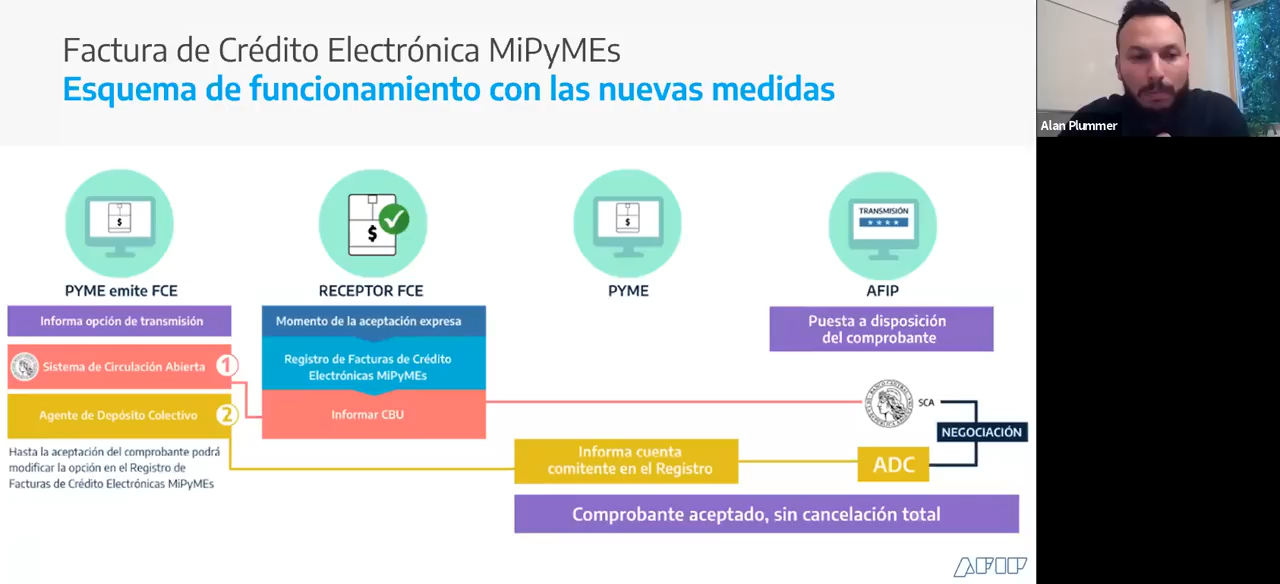 Factura de Crédito Electrónica MiPyMEs
Esquema de funcionamiento con las nuevas medidas
Alan Plummer
$
PYME emite FCE
Informa opción de transmisión
Sistema de Circulación Abierta 1
Agente de Depósito Colectivo 2
Hasta la aceptación del comprobante podrá
modificar la opción en el Registro de
Facturas de Crédito Electrónicas MiPyMEs
$
RECEPTOR FCE
Momento de la aceptación expresa
Registro de Facturas de Crédito
Electrónicas MiPyMEs
Informar CBU
$
PYME
Informa cuenta
comitente en el Registro
TRANSMISIÓN
****
AFIP
Puesta a disposición
del comprobante
SCA
NEGOCIACIÓN
ADC
Comprobante aceptado, sin cancelación total
AFIP